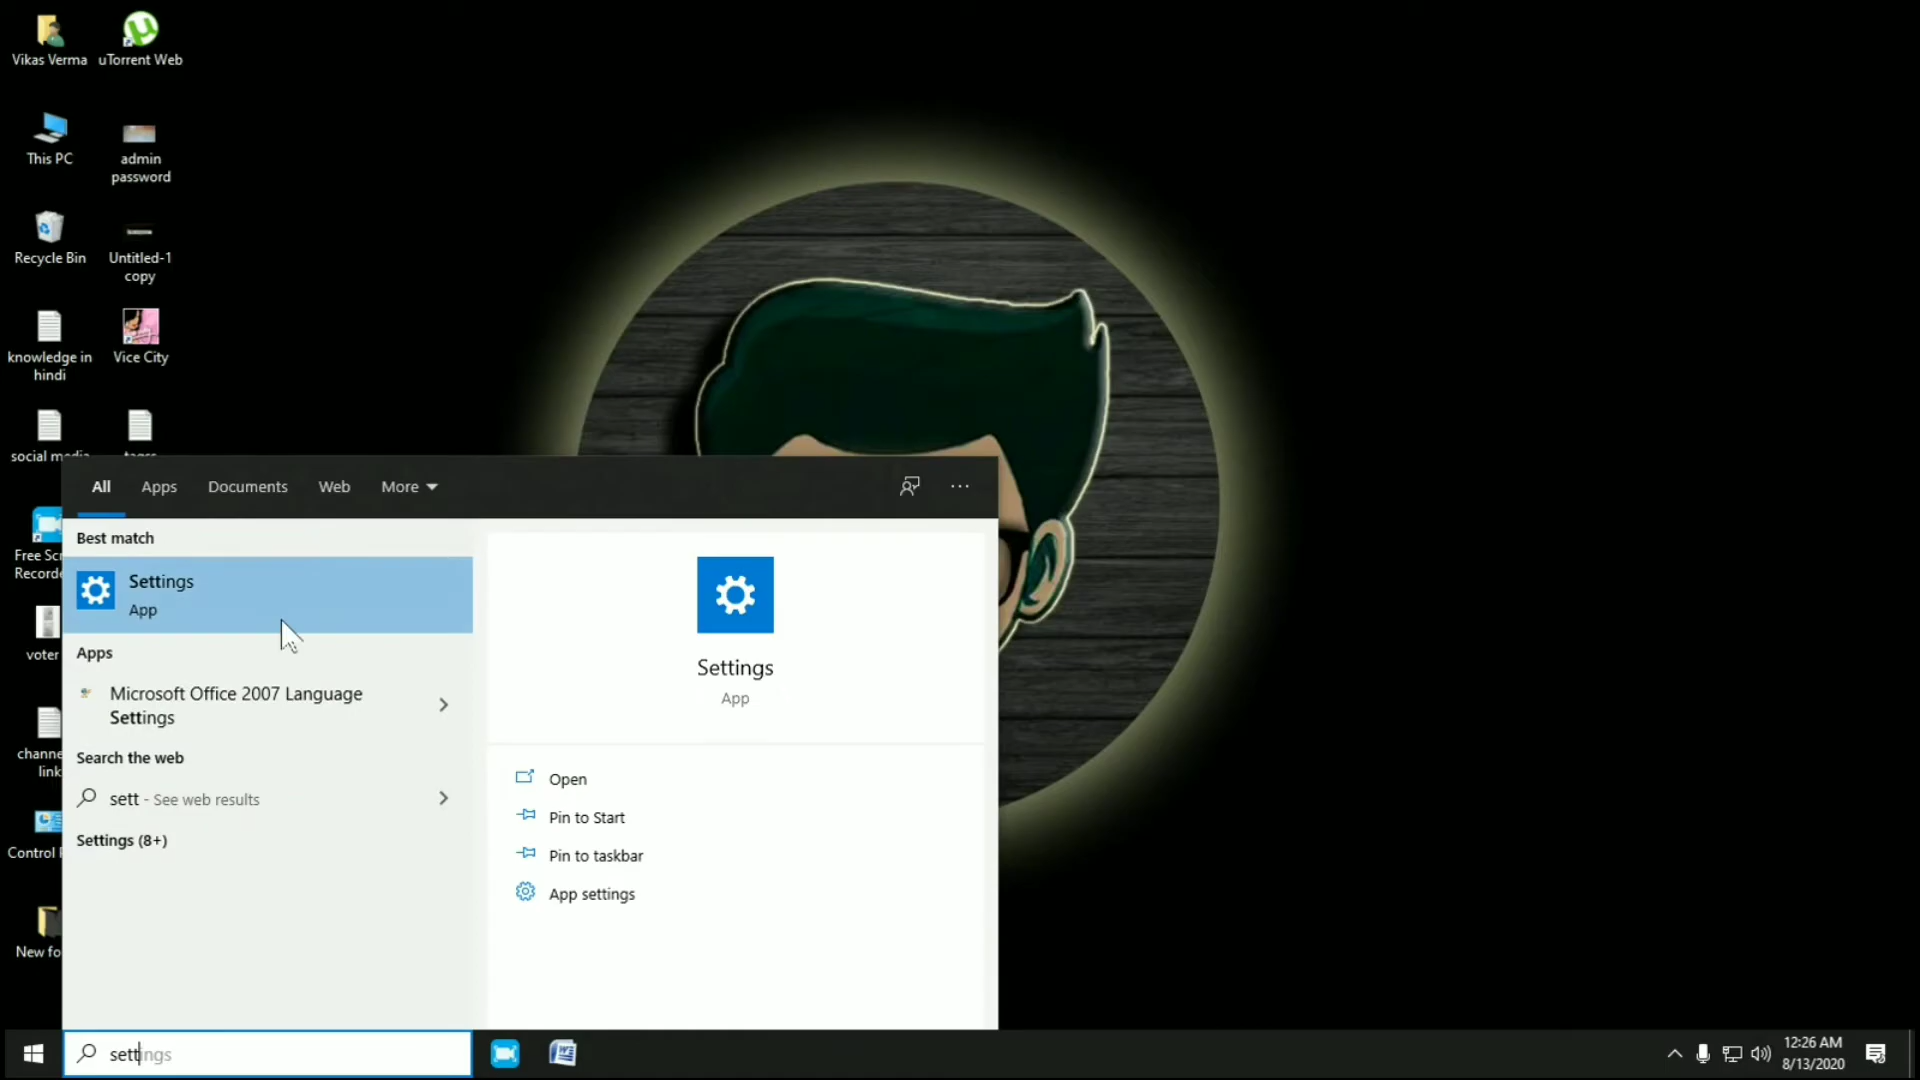 Vikas Verma
uTorrent Web
This PC
admin
password
Recycle Bin
Untitled-1
copy
knowledge in
hindi
Vice City
social media
tagss
Free Scr
Recorde
voter
channe
link
Control P
New fo
All
Apps
Documents
Web
More
Best match
Settings
App
Apps
Microsoft Office 2007 Language
Settings
Search the web
sett - See web results
Settings (8+)
Settings
App
Open
Pin to Start
Pin to taskbar
App settings
settings
12:26 AM
8/13/2020